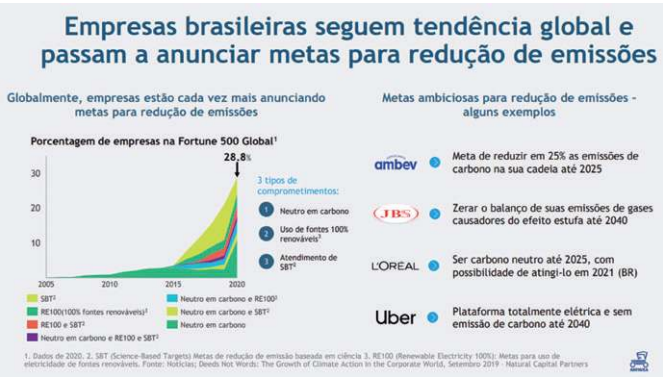 Empresas brasileiras seguem tendência global e
passam a anunciar metas para redução de emissões
Globalmente, empresas estão cada vez mais anunciando
metas para redução de emissões
Porcentagem de empresas na Fortune 500 Global¹
28.8%
30
20
10
2005
2010
2015
2020
3 tipos de
comprometimentos:
1 Neutro em carbono
2 Uso de fontes 100%
renováveis³
3 Atendimento de
SBT²
SBT²
RE100(100% fontes renováveis)³
RE100 e SBT²
Neutro em carbono e RE100 e SBT²
Neutro em carbono e RE100³
Neutro em carbono e SBT²
Neutro em carbono
Metas ambiciosas para redução de emissões -
alguns exemplos
ambev
Meta de reduzir em 25% as emissões de
carbono na sua cadeia até 2025
JBS
Zerar o balanço de suas emissões de gases
causadores do efeito estufa até 2040
L'ORÉAL
Ser carbono neutro até 2025, com
possibilidade de atingi-lo em 2021 (BR)
Uber
Plataforma totalmente elétrica e sem
emissão de carbono até 2040
1. Dados de 2020. 2. SBT (Science-Based Targets) Metas de redução de emissão baseada em ciência 3. RE100 (Renewable Electricity 100%): Metas para uso de
eletricidade de fontes renováveis. Fonte: Notícias; Deeds Not Words: The Growth of Climate Action in the Corporate World, Setembro 2019 - Natural Capital Partners